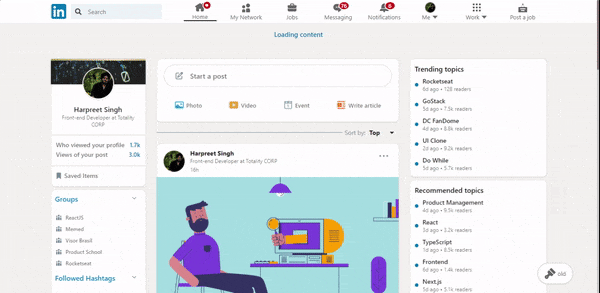 in
Search
Home
My Network
Jobs
76
Messaging
6
Notifications
Me
Work
Post a job
Loading content
Harpreet Singh
Front-end Developer at Totality
CORP
Who viewed your profile 1.7k
Views of your post 3.0k
Saved Items
Groups
ReactJS
Memed
Visor Brasil
Product School
Rocketseat
Followed Hashtags
Start a post
Photo
Video
Event
Write article
Sort by: Top
Harpreet Singh
Front-end Developer at Totality CORP
16h
Trending topics
Rocketseat
6d ago • 128 readers
GoStack
5d ago • 7.5k readers
DC FanDome
4d ago • 8.8k readers
UI Clone
2d ago • 9.2k readers
Do While
5d ago • 5.7k readers
Recommended topics
Product Management
4d ago • 9.5k readers
React
3d ago • 3.2k readers
TypeScript
1d ago • 8.5k readers
Frontend
6d ago • 1.4k readers
Next.js
5d ago • 5.1k readers
old